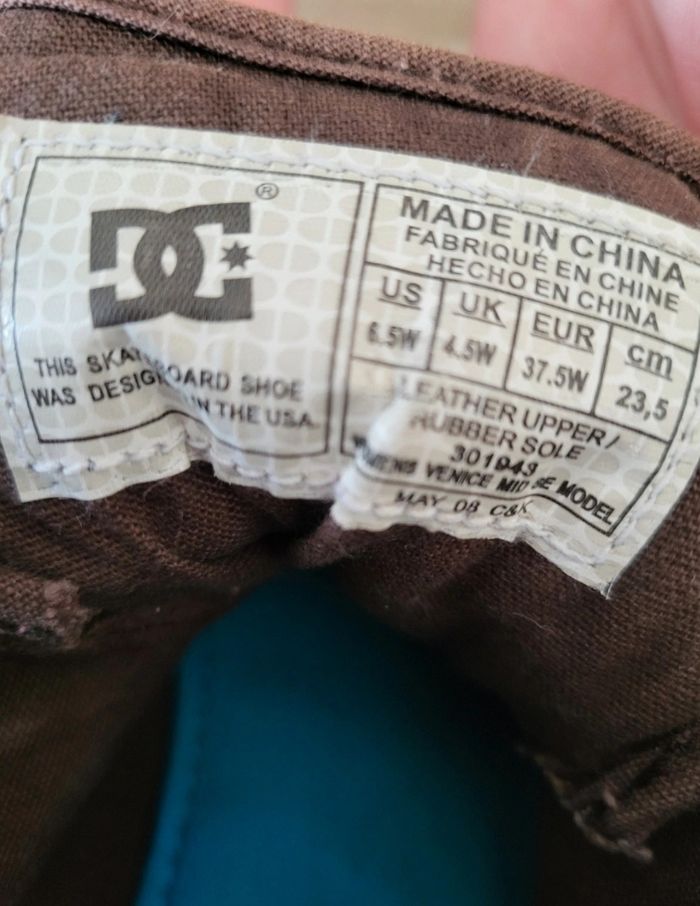 DC®
THIS SKATEBOARD SHOE
WAS DESIGNED IN THE USA.
MADE IN CHINA
FABRIQUÉ EN CHINE
HECHO EN CHINA
US UK EUR cm
6.5W 4.5W 37.5W 23,5
LEATHER UPPER/
RUBBER SOLE
301943
VENICE MID SE MODEL
MAY 08